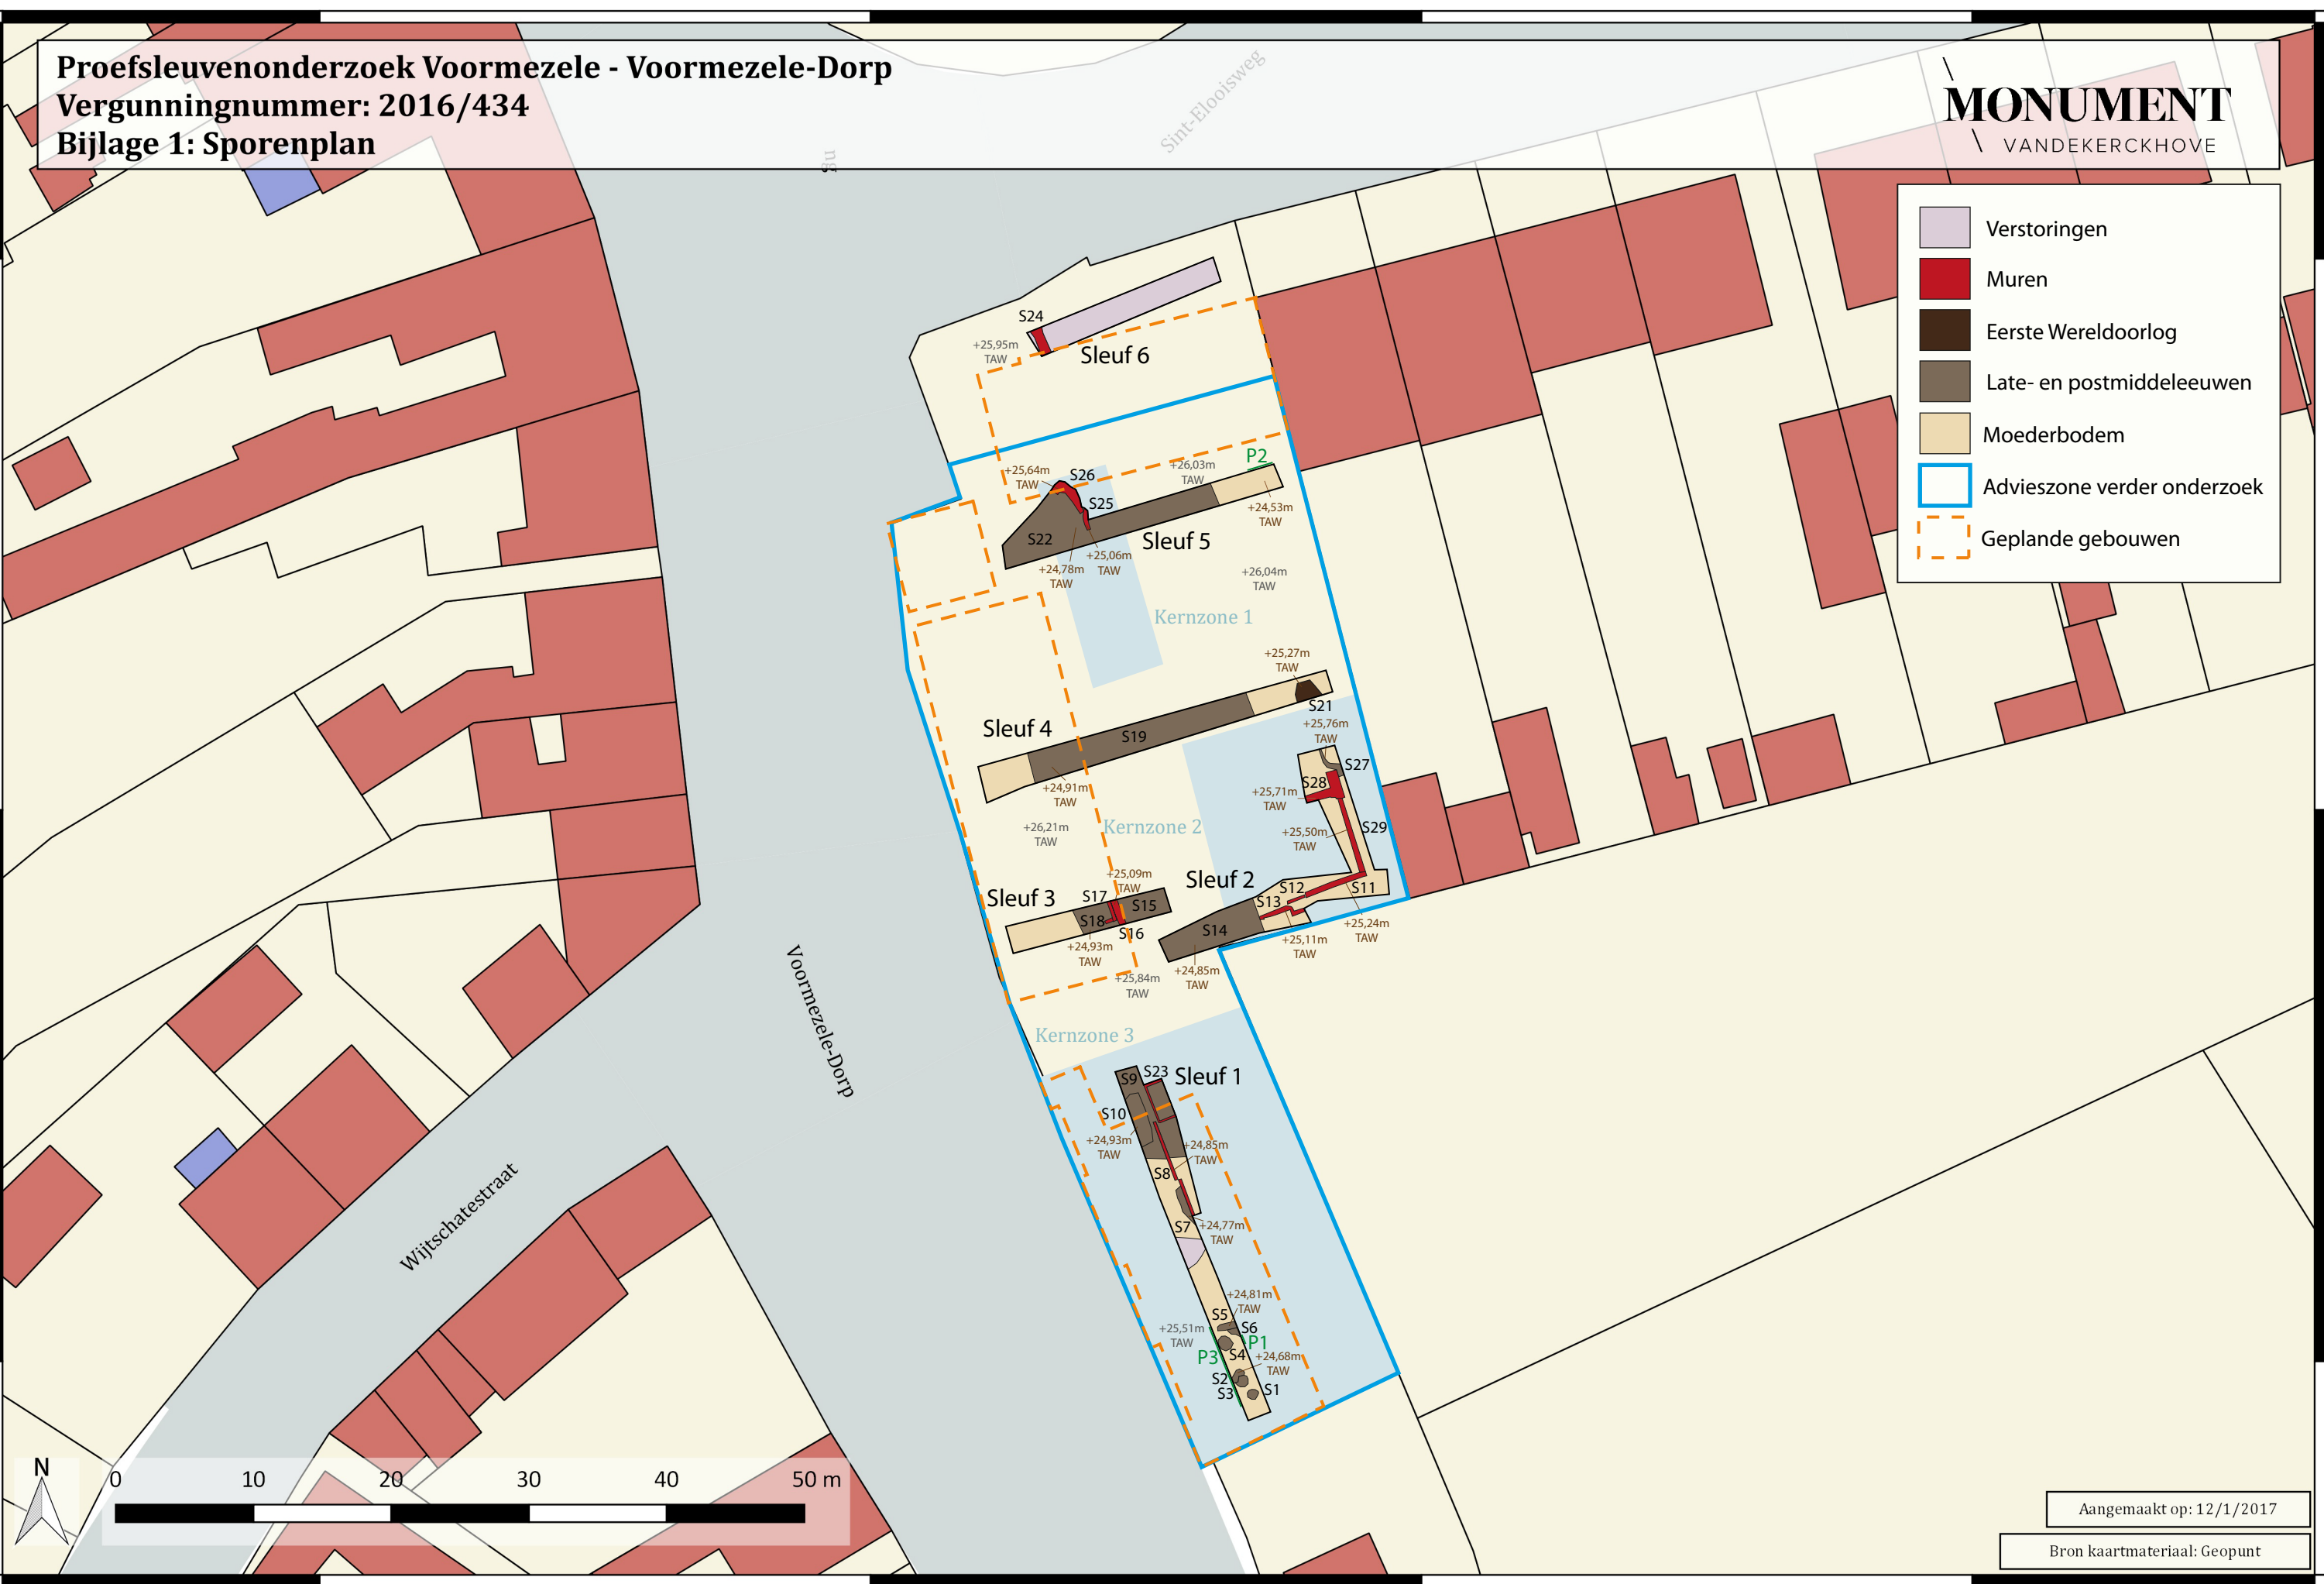 Proefsleuvenonderzoek Voormezele - Voormezele-Dorp
Vergunningnummer: 2016/434
Bijlage 1: Sporenplan
ug
Sint-Elooisweg
MONUMENT
VANDEKERCKHOVE
Verstoringen
Muren
Eerste Wereldoorlog
Late- en postmiddeleeuwen
Moederbodem
Advieszone verder onderzoek
Geplande gebouwen
S24
+25,95m
TAW
Sleuf 6
P2
+26,03m
TAW
+25,64m
TAW
S26
S25
S22
+24,53m
TAW
Sleuf 5
+25,06m
TAW
+24,78m
TAW
+26,04m
TAW
Kernzone 1
+25,27m
TAW
S21
Sleuf 4
S19
+25,76m
TAW
S27
S28
+24,91m
TAW
+25,71m
TAW
+26,21m
TAW
Kernzone 2
+25,50m
TAW
S29
+25,09m
TAW
Sleuf 2
Sleuf 3
S17
S15
S18
S16
S12
S11
S13
S14
+24,93m
TAW
+25,24m
TAW
+25,11m
TAW
+24,85m
TAW
+25,84m
TAW
Kernzone 3
Voormezele-Dorp
S9
S23
Sleuf 1
S10
+24,93m
TAW
+24,85m
TAW
S8
S7
+24,77m
TAW
Wijtschatestraat
+24,81m
TAW
S5
S6
+25,51m
TAW
P1
P3
S4
+24,68m
TAW
S2
S3
S1
N
0 10 20 30 40 50 m
Aangemaakt op: 12/1/2017
Bron kaartmateriaal: Geopunt